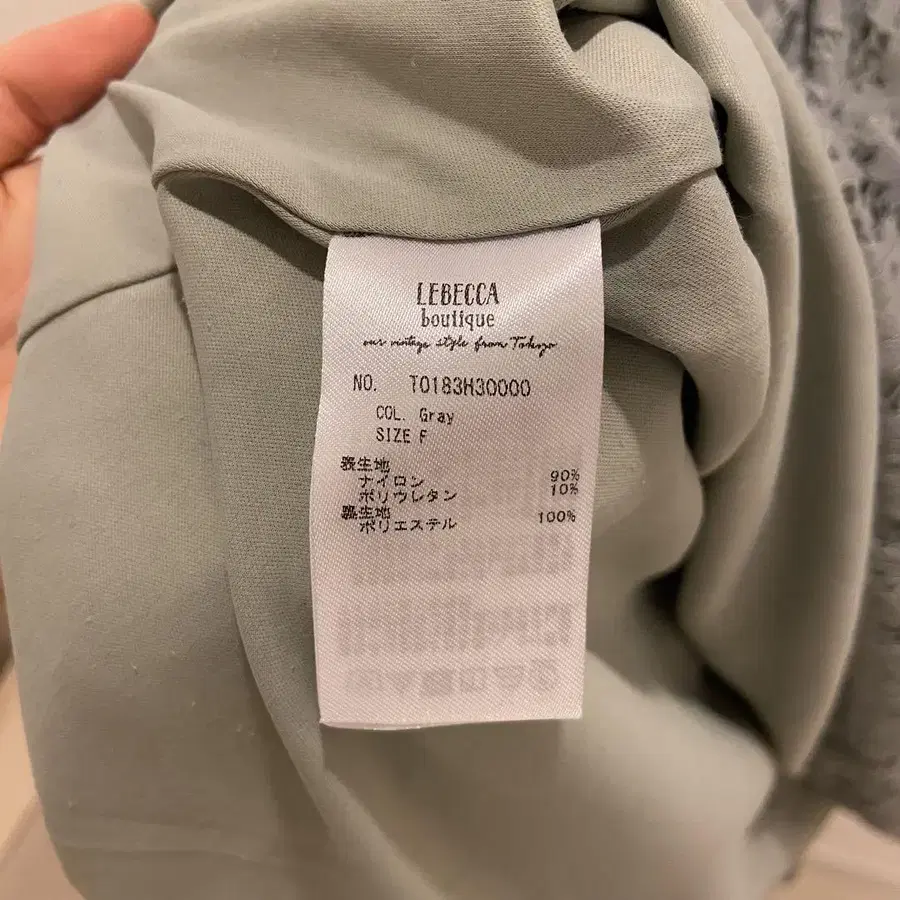 LEBECCA
boutique
our vintage style from Tokyo
NO. T0183H30000
COL. Gray
SIZE F
表生地
ナイロン 90%
ポリウレタン 10%
裏生地
ポリエステル 100%